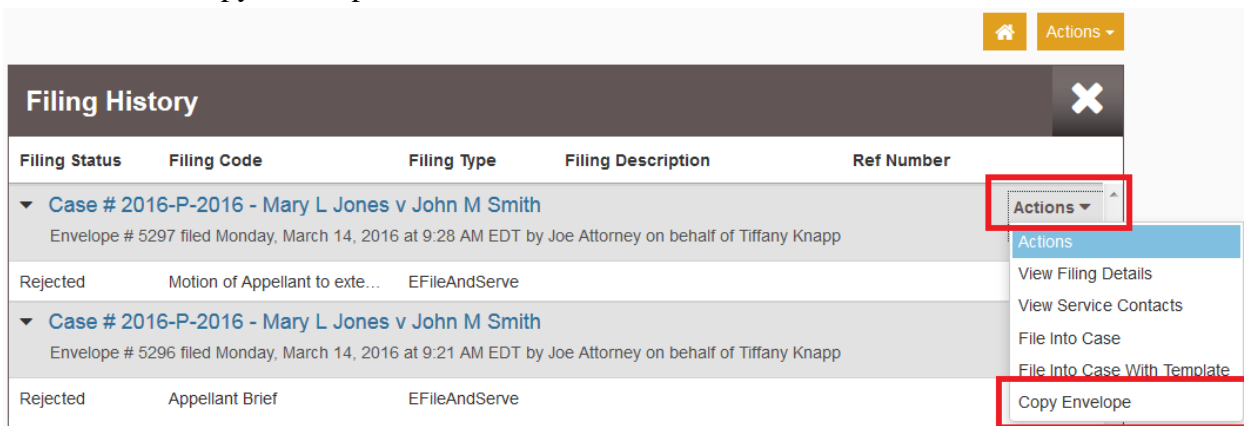 Actions
Filing History
Filing Status Filing Code Filing Type Filing Description Ref Number
Case # 2016-P-2016 - Mary L Jones v John M Smith Actions
Envelope # 5297 filed Monday, March 14, 2016 at 9:28 AM EDT by Joe Attorney on behalf of Tiffany Knapp
Actions
Rejected Motion of Appellant to exte... EFileAndServe
View Filing Details
View Service Contacts
Case # 2016-P-2016 - Mary L Jones v John M Smith
Envelope # 5296 filed Monday, March 14, 2016 at 9:21 AM EDT by Joe Attorney on behalf of Tiffany Knapp
File Into Case
File Into Case With Template
Rejected Appellant Brief EFileAndServe
Copy Envelope